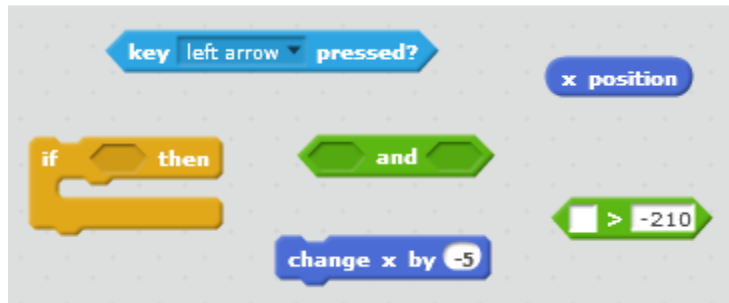 key left arrow pressed?
x position
if then
and
> -210
change x by -5